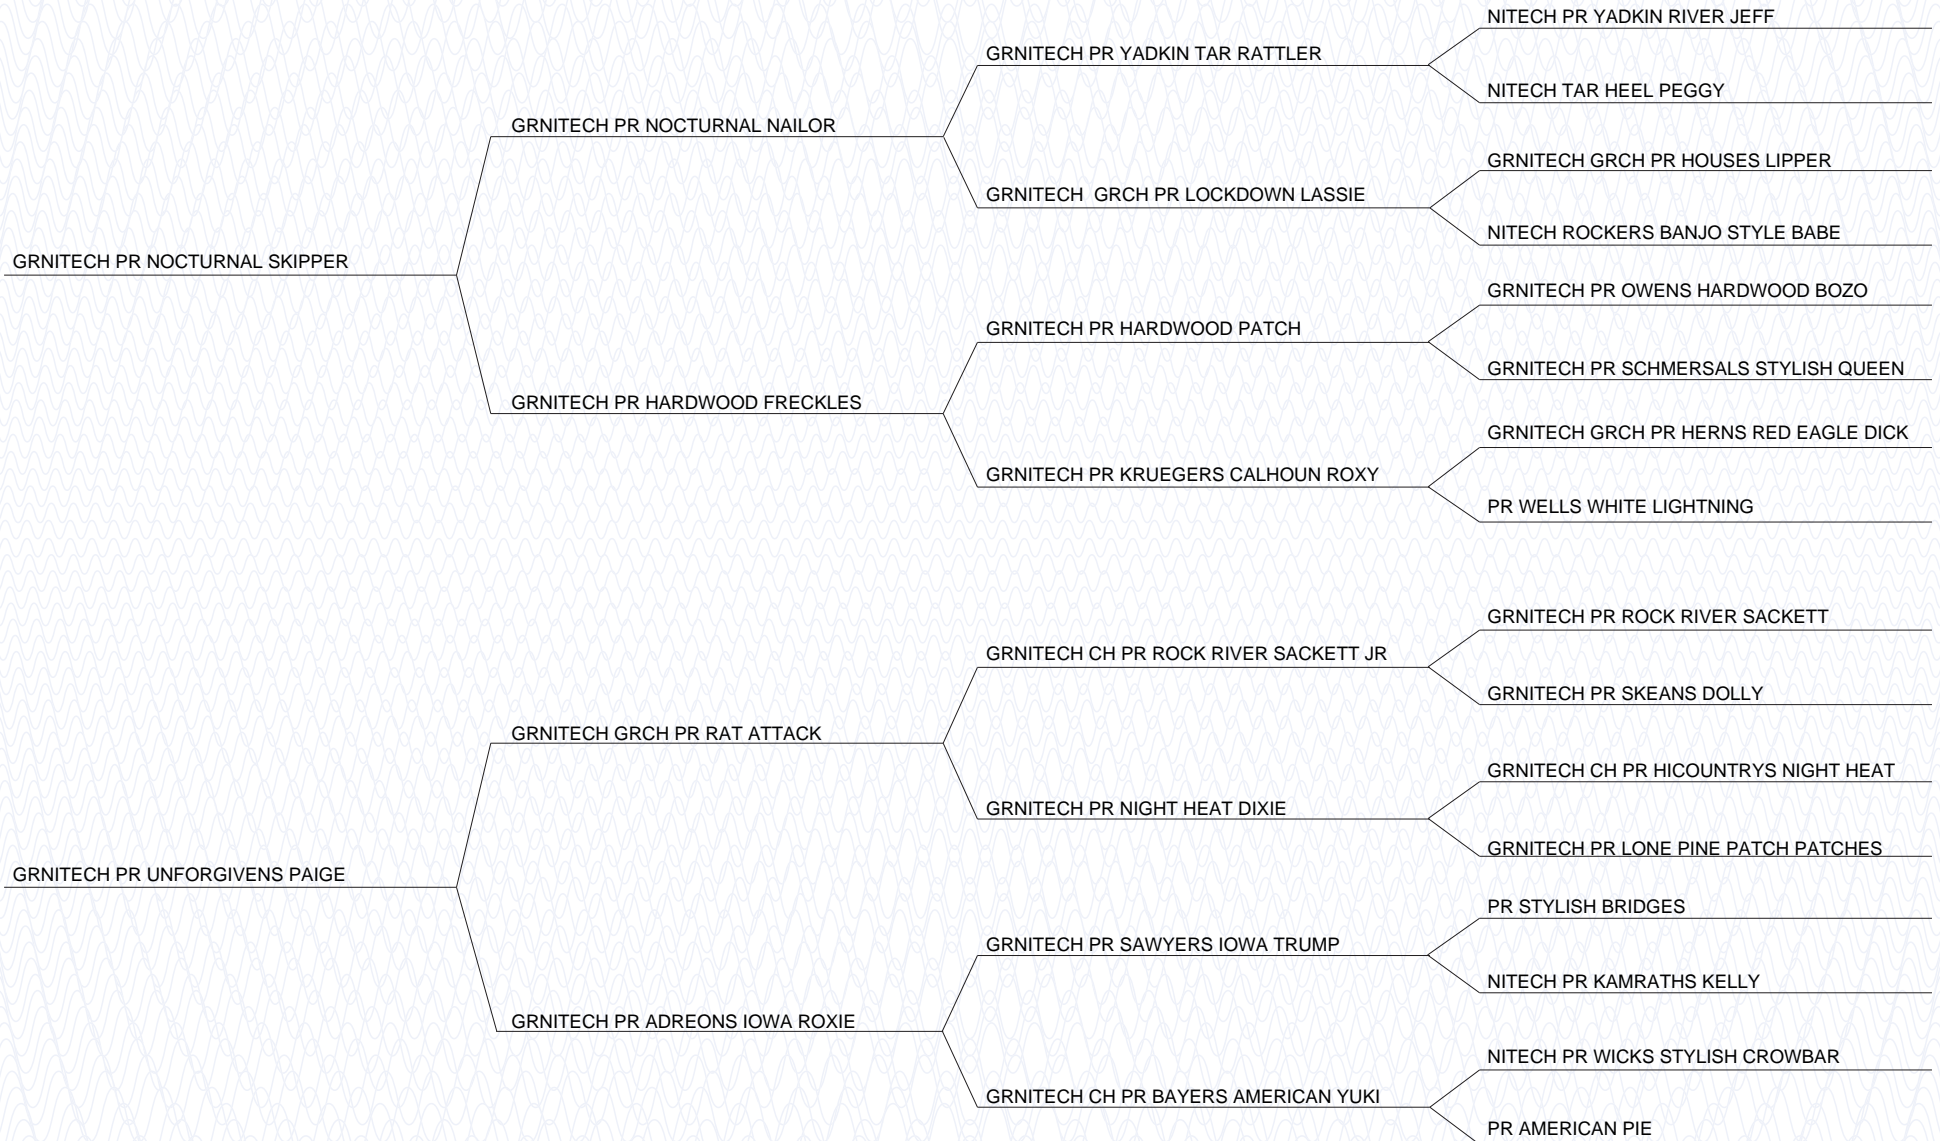 NITECH PR YADKIN RIVER JEFF
GRNITECH PR YADKIN TAR RATTLER
NITECH TAR HEEL PEGGY
GRNITECH PR NOCTURNAL NAILOR
GRNITECH GRCH PR HOUSES LIPPER
GRNITECH  GRCH PR LOCKDOWN LASSIE
NITECH ROCKERS BANJO STYLE BABE
GRNITECH PR NOCTURNAL SKIPPER
GRNITECH PR OWENS HARDWOOD BOZO
GRNITECH PR HARDWOOD PATCH
GRNITECH PR SCHMERSALS STYLISH QUEEN
GRNITECH PR HARDWOOD FRECKLES
GRNITECH GRCH PR HERNS RED EAGLE DICK
GRNITECH PR KRUEGERS CALHOUN ROXY
PR WELLS WHITE LIGHTNING
GRNITECH PR ROCK RIVER SACKETT
GRNITECH CH PR ROCK RIVER SACKETT JR
GRNITECH PR SKEANS DOLLY
GRNITECH GRCH PR RAT ATTACK
GRNITECH CH PR HICOUNTRYS NIGHT HEAT
GRNITECH PR NIGHT HEAT DIXIE
GRNITECH PR LONE PINE PATCH PATCHES
GRNITECH PR UNFORGIVENS PAIGE
PR STYLISH BRIDGES
GRNITECH PR SAWYERS IOWA TRUMP
NITECH PR KAMRATHS KELLY
GRNITECH PR ADREONS IOWA ROXIE
NITECH PR WICKS STYLISH CROWBAR
GRNITECH CH PR BAYERS AMERICAN YUKI
PR AMERICAN PIE